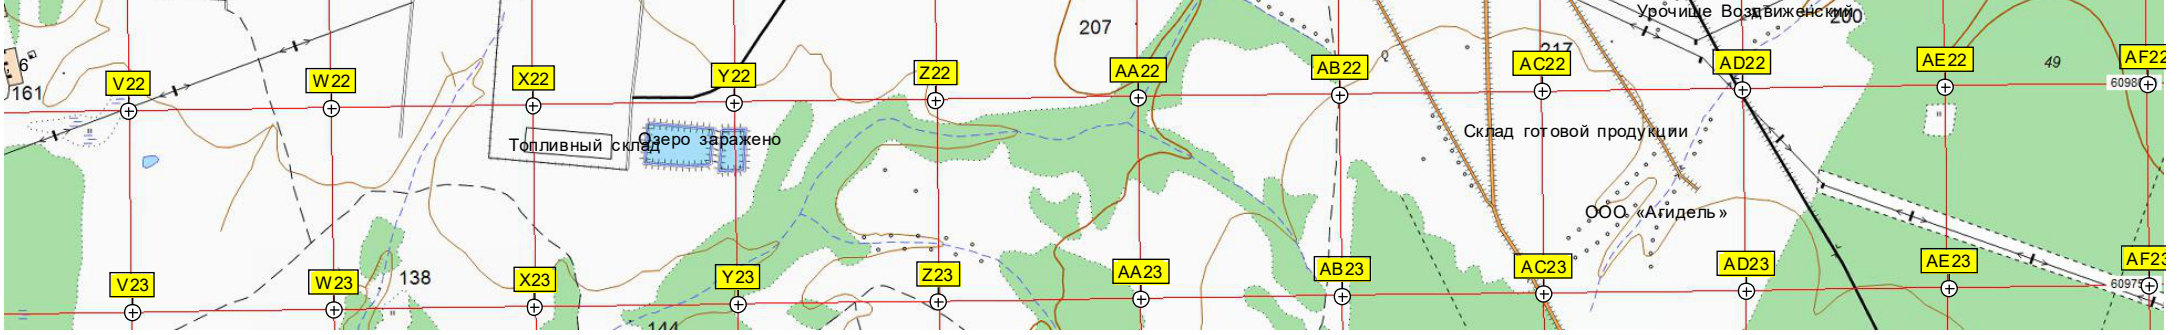 Урочище Воздвиженский
200
207
217
6
161
V22
W22
X22
Y22
Z22
AA22
AB22
AC22
AD22
AE22
49
AF22
Топливный склад
Озеро заражено
Склад готовой продукции
ООО «Агидель»
138
V23
W23
X23
Y23
Z23
AA23
AB23
AC23
AD23
AE23
AF23
144